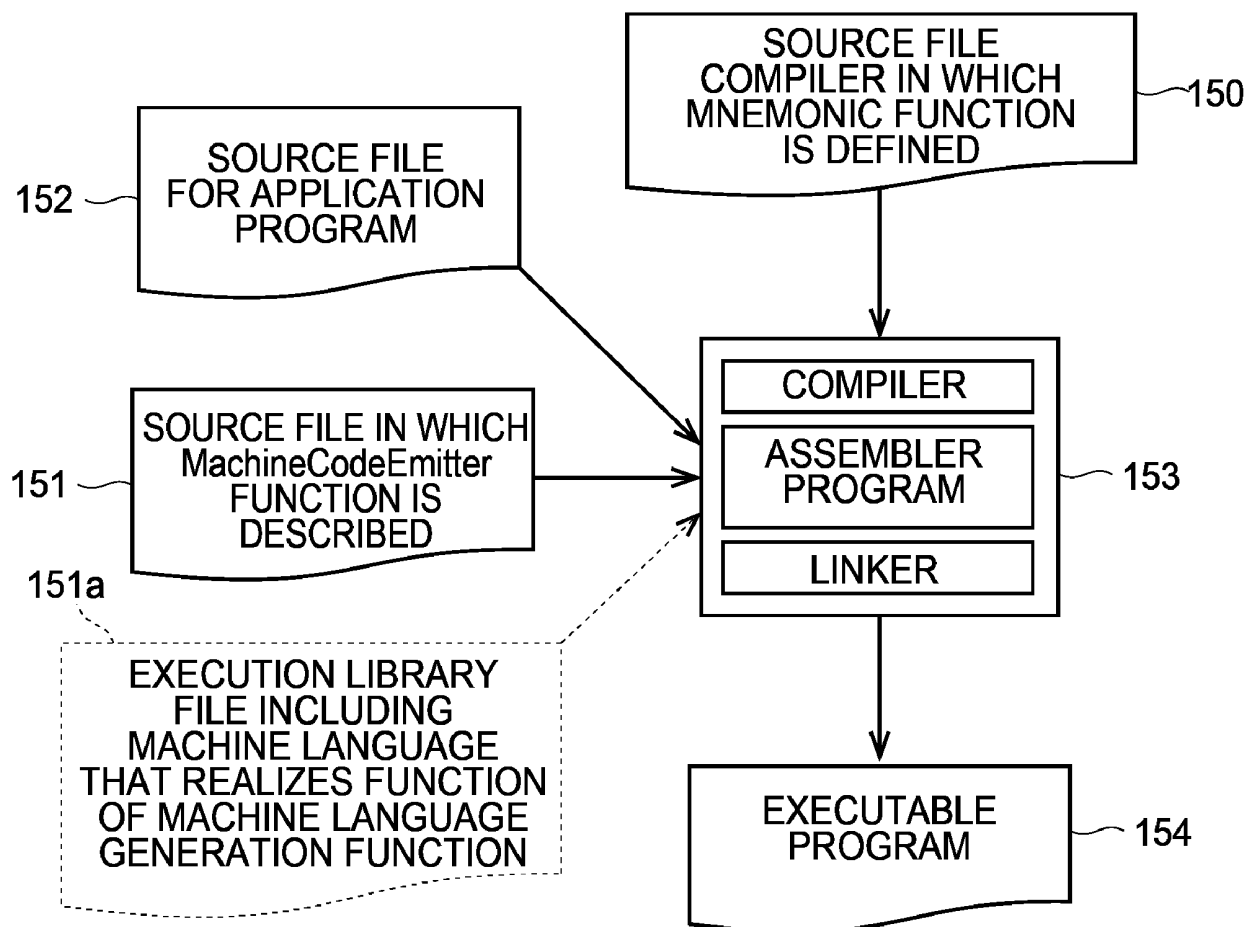 SOURCE FILE
COMPILER IN WHICH
MNEMONIC FUNCTION
IS DEFINED
150
SOURCE FILE
FOR APPLICATION
PROGRAM
152
COMPILER
ASSEMBLER
PROGRAM
LINKER
153
SOURCE FILE IN WHICH
MachineCodeEmitter
FUNCTION IS
DESCRIBED
151
151a
EXECUTION LIBRARY
FILE INCLUDING
MACHINE LANGUAGE
THAT REALIZES FUNCTION
OF MACHINE LANGUAGE
GENERATION FUNCTION
EXECUTABLE
PROGRAM
154